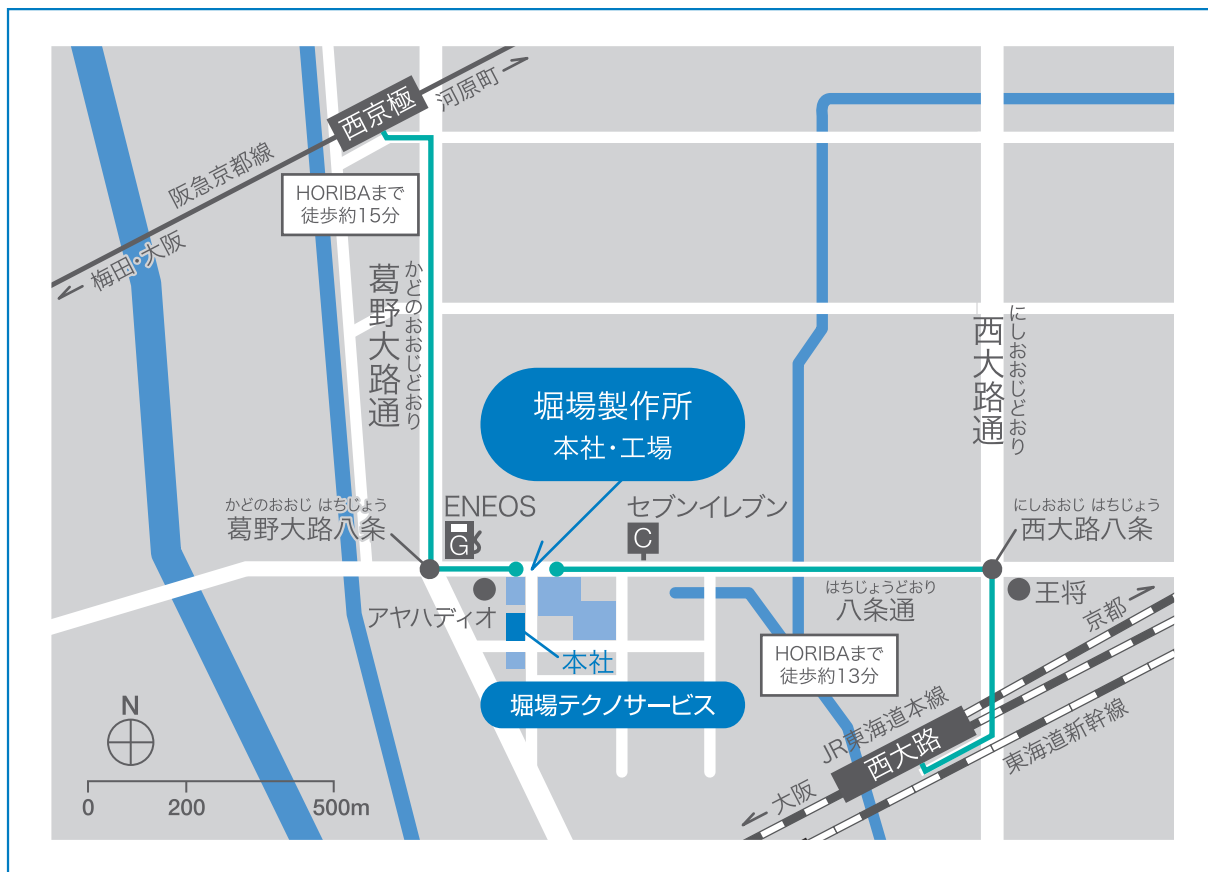 西京極
河原町
阪急京都線
HORIBAまで
徒歩約15分
梅田・大阪
葛野大路通
かどのおおじどおり
西大路通
にしおおじどおり
堀場製作所
本社・工場
かどのおおじ はちじょう
葛野大路八条
ENEOS
G
セブンイレブン
C
にしおおじ はちじょう
西大路八条
アヤハディオ
はちじょうどおり
八条通
王将
京都
本社
HORIBAまで
徒歩約13分
堀場テクノサービス
JR東海道本線
西大路
東海道新幹線
大阪
N
0 200 500m